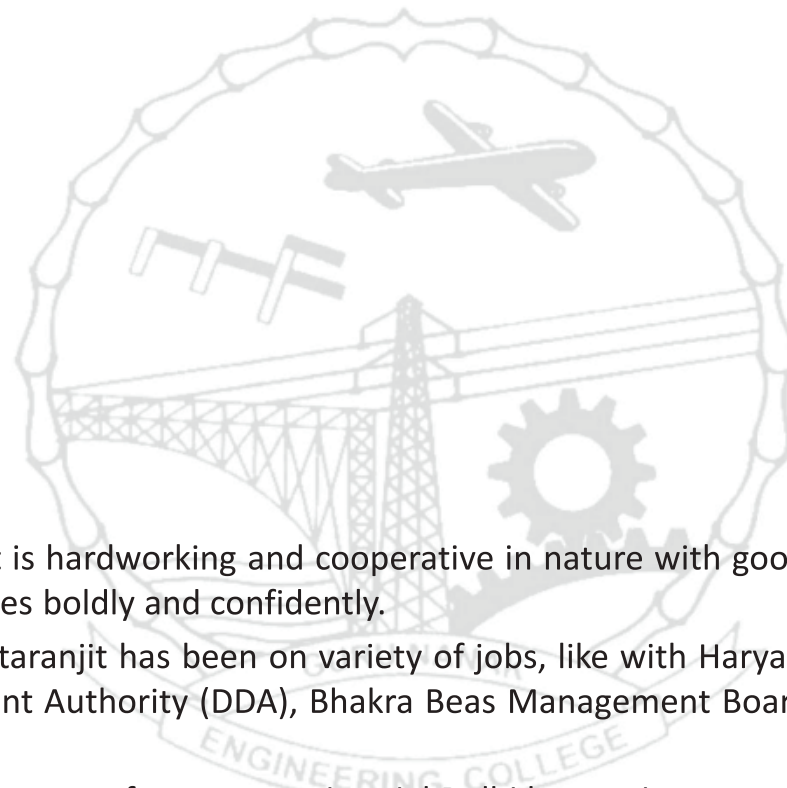 t is hardworking and cooperative in nature with goo
es boldly and confidently.
taranjit has been on variety of jobs, like with Harya
nt Authority (DDA), Bhakra Beas Management Boar
ENGINEERING COLLEGE